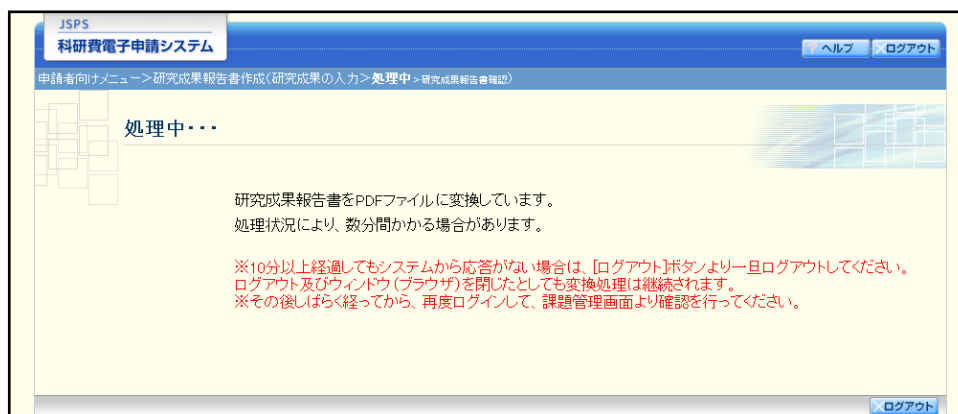 JSPS
科研費電子申請システム
? ヘルプ
×ログアウト
申請者向けメニュー>研究成果報告書作成(研究成果の入力>処理中>研究成果報告書確認)
処理中・・・
研究成果報告書をPDFファイルに変換しています。
処理状況により、数分間かかる場合があります。
※10分以上経過してもシステムから応答がない場合は、[ログアウト]ボタンより一旦ログアウトしてください。
ログアウト及びウィンドウ(ブラウザ)を閉じたとしても変換処理は継続されます。
※その後しばらく経ってから、再度ログインして、課題管理画面より確認を行ってください。
×ログアウト